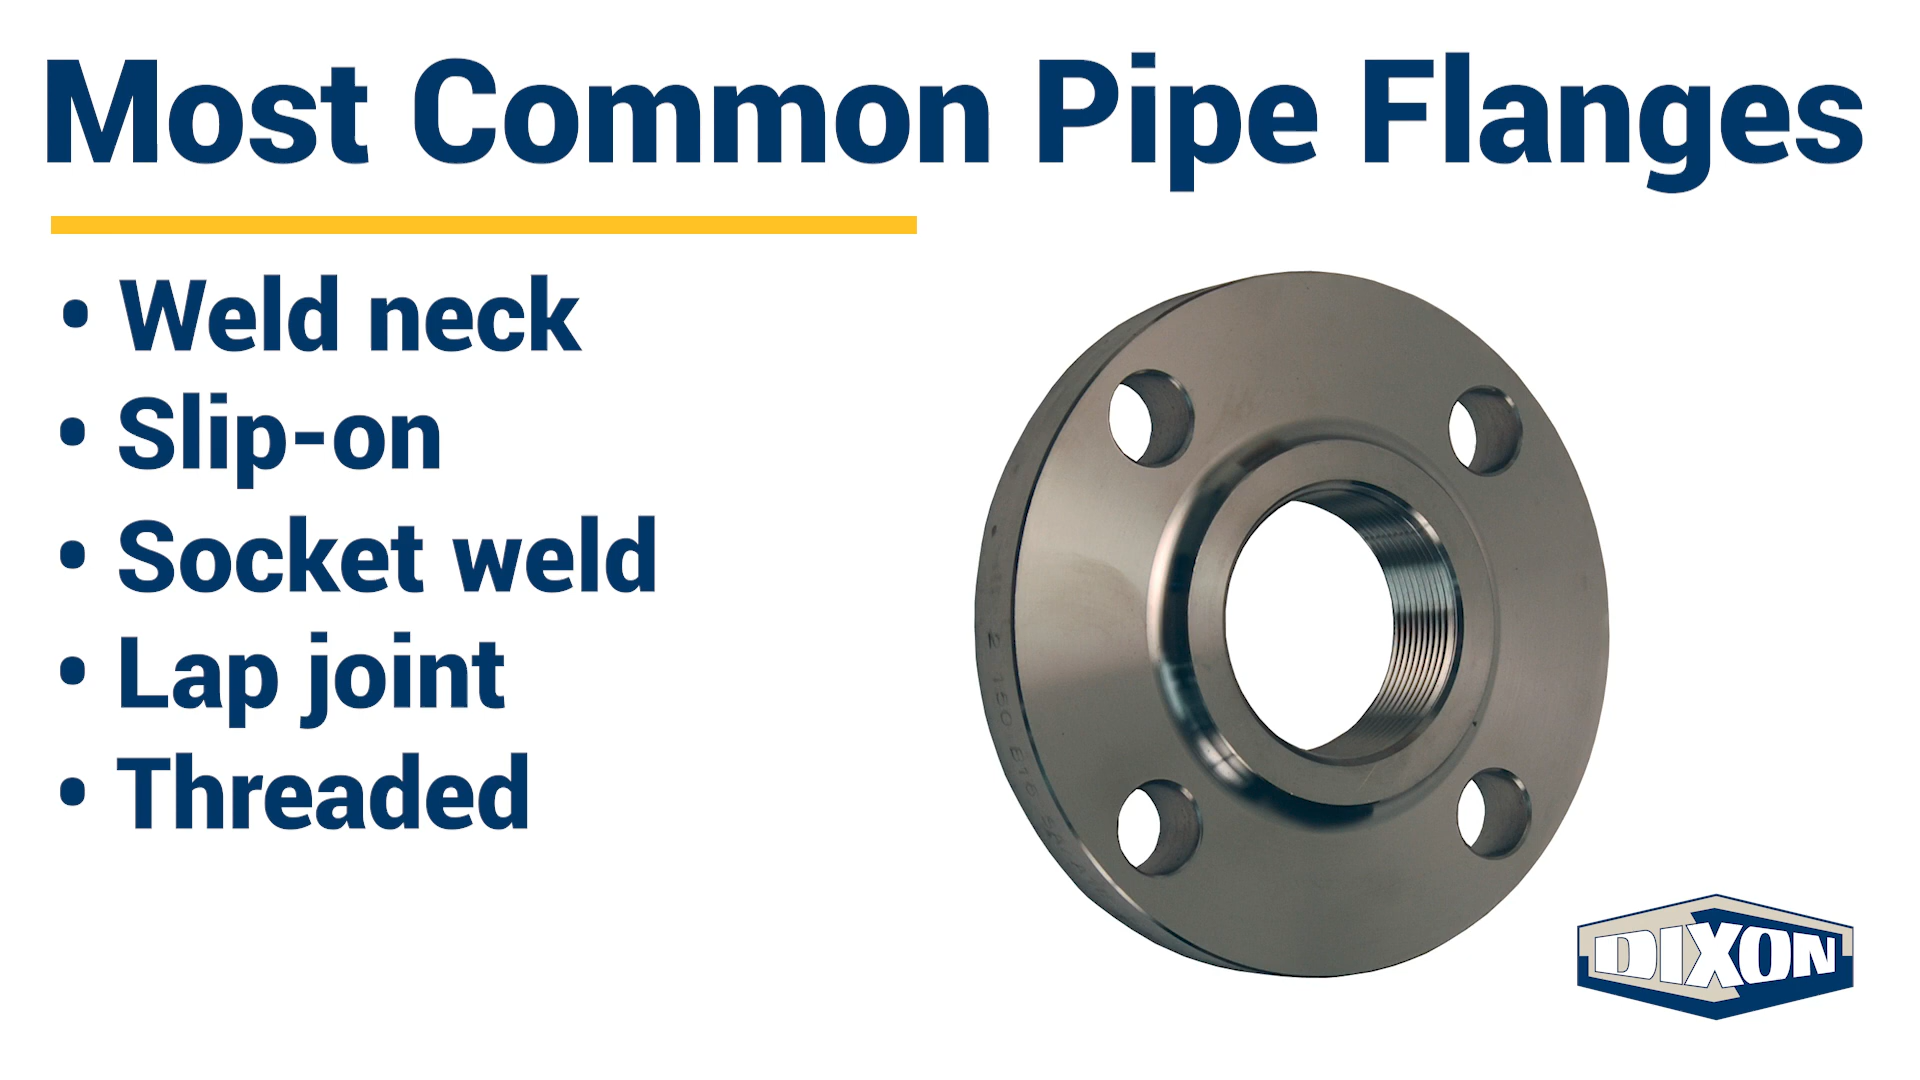 Most Common Pipe Flanges
• Weld neck
• Slip-on
• Socket weld
• Lap joint
• Threaded
DIXON